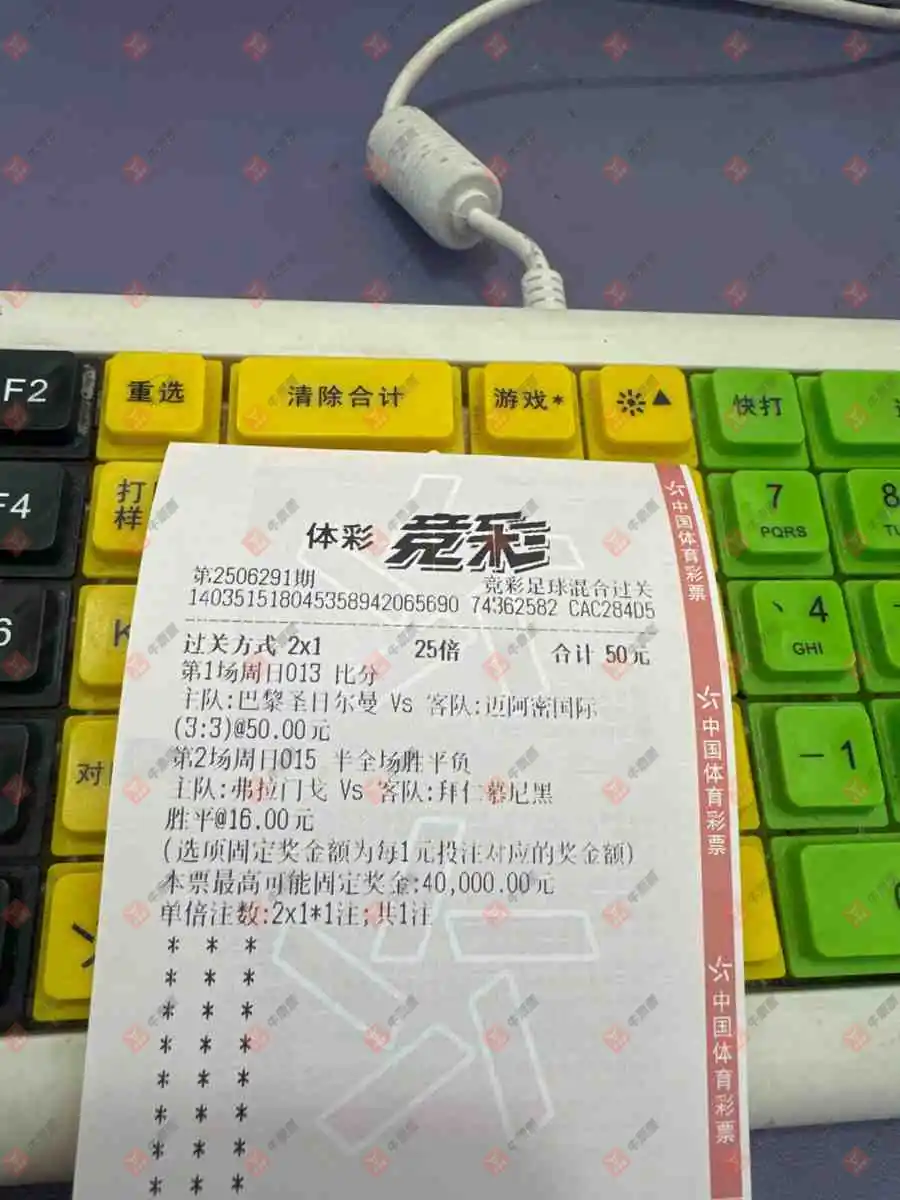 F2
重选
清除合计
游戏*
快打
F4
打
样
7
PQRS
8
4
GHI
6
K
对
1
体彩 竞彩
第2506291期
竞彩足球混合过关
140351518045358942065690 74362582 CAC284D5
过关方式 2x1 25倍 合计 50元
第1场周日013 比分
主队:巴黎圣日尔曼 Vs 客队:迈阿密国际
(3:3)@50.00元
第2场周日015 半全场胜平负
主队:弗拉门戈 Vs 客队:拜仁慕尼黑
胜平@16.00元
(选项固定奖金额为每1元投注对应的奖金额)
本票最高可能固定奖金:40,000.00元
单倍注数:2x1*1注;共1注
* * *
* * *
* * *
* * *
* * *
* * *
* * *
* * *
中国体育彩票
中国体育彩票
中国体育彩票